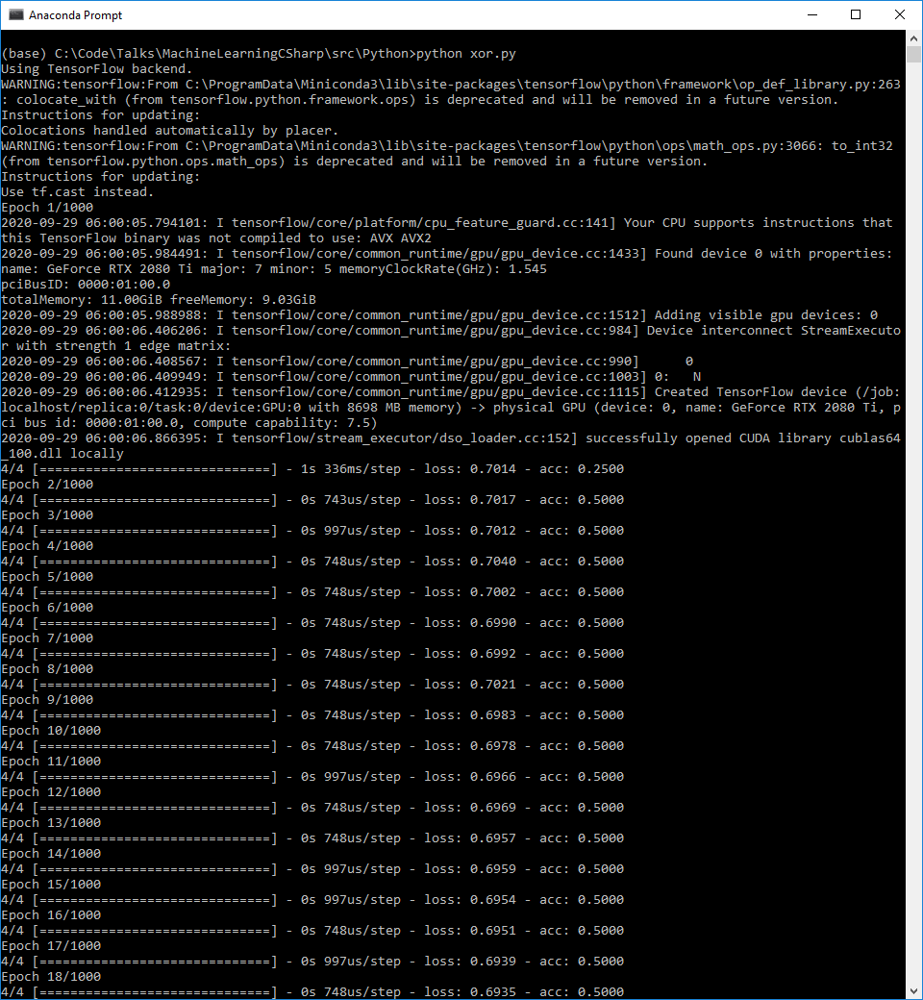 Anaconda Prompt
(base) C:\Code\Talks\MachineLearningCSharp\src\Python>python xor.py
Using TensorFlow backend.
WARNING:tensorflow:From C:\ProgramData\Miniconda3\lib\site-packages\tensorflow\python\framework\op_def_library.py:263
: colocate_with (from tensorflow.python.framework.ops) is deprecated and will be removed in a future version.
Instructions for updating:
Colocations handled automatically by placer.
WARNING:tensorflow:From C:\ProgramData\Miniconda3\lib\site-packages\tensorflow\python\ops\math_ops.py:3066: to_int32
(from tensorflow.python.ops.math_ops) is deprecated and will be removed in a future version.
Instructions for updating:
Use tf.cast instead.
Epoch 1/1000
2020-09-29 06:00:05.794101: I tensorflow/core/platform/cpu_feature_guard.cc:141] Your CPU supports instructions that
this TensorFlow binary was not compiled to use: AVX AVX2
2020-09-29 06:00:05.984491: I tensorflow/core/common_runtime/gpu/gpu_device.cc:1433] Found device 0 with properties:
name: GeForce RTX 2080 Ti major: 7 minor: 5 memoryClockRate(GHz): 1.545
pciBusID: 0000:01:00.0
totalMemory: 11.00GiB freeMemory: 9.03GiB
2020-09-29 06:00:05.988988: I tensorflow/core/common_runtime/gpu/gpu_device.cc:1512] Adding visible gpu devices: 0
2020-09-29 06:00:06.406206: I tensorflow/core/common_runtime/gpu/gpu_device.cc:984] Device interconnect StreamExecuto
r with strength 1 edge matrix:
2020-09-29 06:00:06.408567: I tensorflow/core/common_runtime/gpu/gpu_device.cc:990]      0
2020-09-29 06:00:06.409949: I tensorflow/core/common_runtime/gpu/gpu_device.cc:1003] 0:   N
2020-09-29 06:00:06.412935: I tensorflow/core/common_runtime/gpu/gpu_device.cc:1115] Created TensorFlow device (/job:
localhost/replica:0/task:0/device:GPU:0 with 8698 MB memory) -> physical GPU (device: 0, name: GeForce RTX 2080 Ti, p
ci bus id: 0000:01:00.0, compute capability: 7.5)
2020-09-29 06:00:06.866395: I tensorflow/stream_executor/dso_loader.cc:152] successfully opened CUDA library cublas64
_100.dll locally
4/4 [==============================] - 1s 336ms/step - loss: 0.7014 - acc: 0.2500
Epoch 2/1000
4/4 [==============================] - 0s 743us/step - loss: 0.7017 - acc: 0.5000
Epoch 3/1000
4/4 [==============================] - 0s 997us/step - loss: 0.7012 - acc: 0.5000
Epoch 4/1000
4/4 [==============================] - 0s 748us/step - loss: 0.7040 - acc: 0.5000
Epoch 5/1000
4/4 [==============================] - 0s 748us/step - loss: 0.7002 - acc: 0.5000
Epoch 6/1000
4/4 [==============================] - 0s 748us/step - loss: 0.6990 - acc: 0.5000
Epoch 7/1000
4/4 [==============================] - 0s 748us/step - loss: 0.6992 - acc: 0.5000
Epoch 8/1000
4/4 [==============================] - 0s 748us/step - loss: 0.7021 - acc: 0.5000
Epoch 9/1000
4/4 [==============================] - 0s 748us/step - loss: 0.6983 - acc: 0.5000
Epoch 10/1000
4/4 [==============================] - 0s 748us/step - loss: 0.6978 - acc: 0.5000
Epoch 11/1000
4/4 [==============================] - 0s 997us/step - loss: 0.6966 - acc: 0.5000
Epoch 12/1000
4/4 [==============================] - 0s 748us/step - loss: 0.6969 - acc: 0.5000
Epoch 13/1000
4/4 [==============================] - 0s 748us/step - loss: 0.6957 - acc: 0.5000
Epoch 14/1000
4/4 [==============================] - 0s 997us/step - loss: 0.6959 - acc: 0.5000
Epoch 15/1000
4/4 [==============================] - 0s 997us/step - loss: 0.6954 - acc: 0.5000
Epoch 16/1000
4/4 [==============================] - 0s 748us/step - loss: 0.6951 - acc: 0.5000
Epoch 17/1000
4/4 [==============================] - 0s 997us/step - loss: 0.6939 - acc: 0.5000
Epoch 18/1000
4/4 [==============================] - 0s 748us/step - loss: 0.6935 - acc: 0.5000